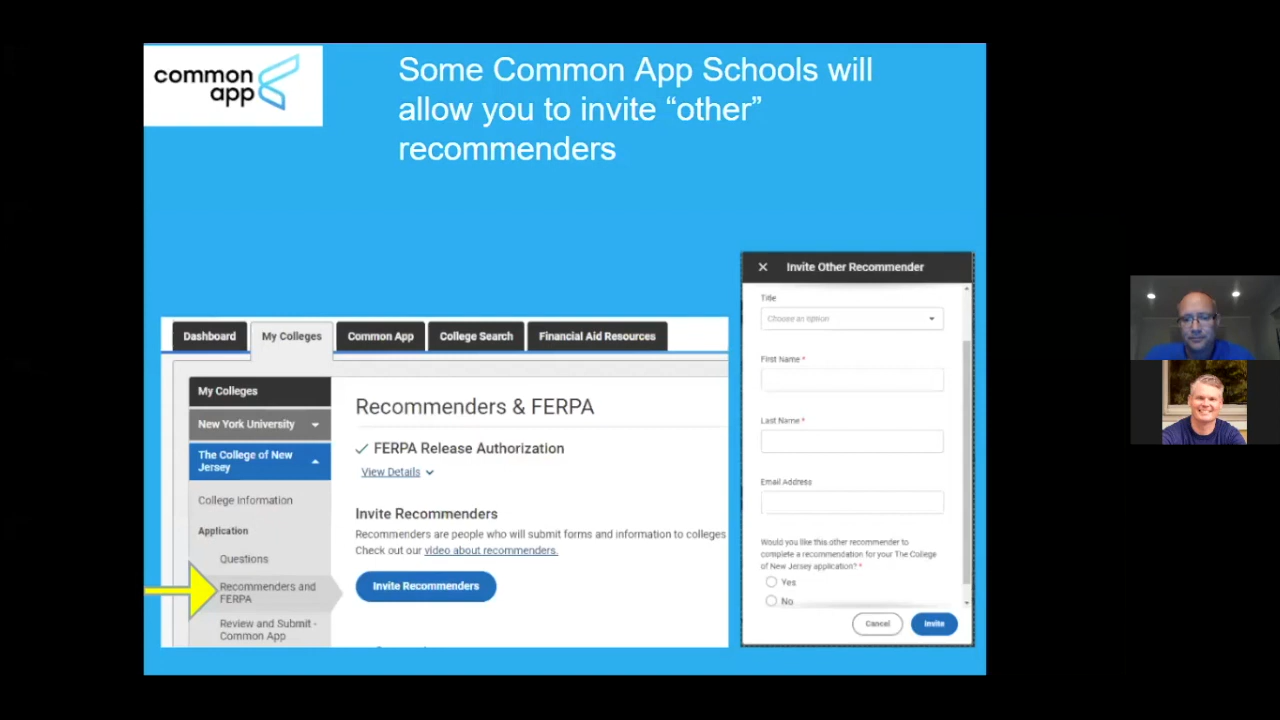 common
app
Some Common App Schools will
allow you to invite “other”
recommenders
Dashboard
My Colleges
Common App
College Search
Financial Aid Resources
My Colleges
New York University
The College of New
Jersey
College Information
Application
Questions
Recommenders and
FERPA
Review and Submit -
Common App
Recommenders & FERPA
FERPA Release Authorization
View Details
Invite Recommenders
Recommenders are people who will submit forms and information to colleges
Check out our video about recommenders.
Invite Recommenders
Invite Other Recommender
Title
Choose an option
First Name *
Last Name *
Email Address
Would you like this other recommender to
complete a recommendation for your The College
of New Jersey application? *
Yes
No
Cancel
Invite